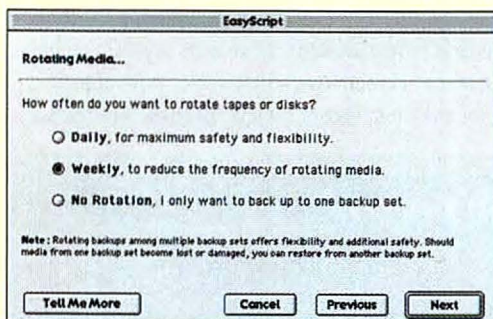 EasyScript
Rotating Media...
How often do you want to rotate tapes or disks?
Daily, for maximum safety and flexibility.
Weekly, to reduce the frequency of rotating media.
No Rotation, I only want to back up to one backup set.
Note: Rotating backups among multiple backup sets offers flexibility and additional safety. Should
media from one backup set become lost or damaged, you can restore from another backup set.
Tell Me More
Cancel
Previous
Next